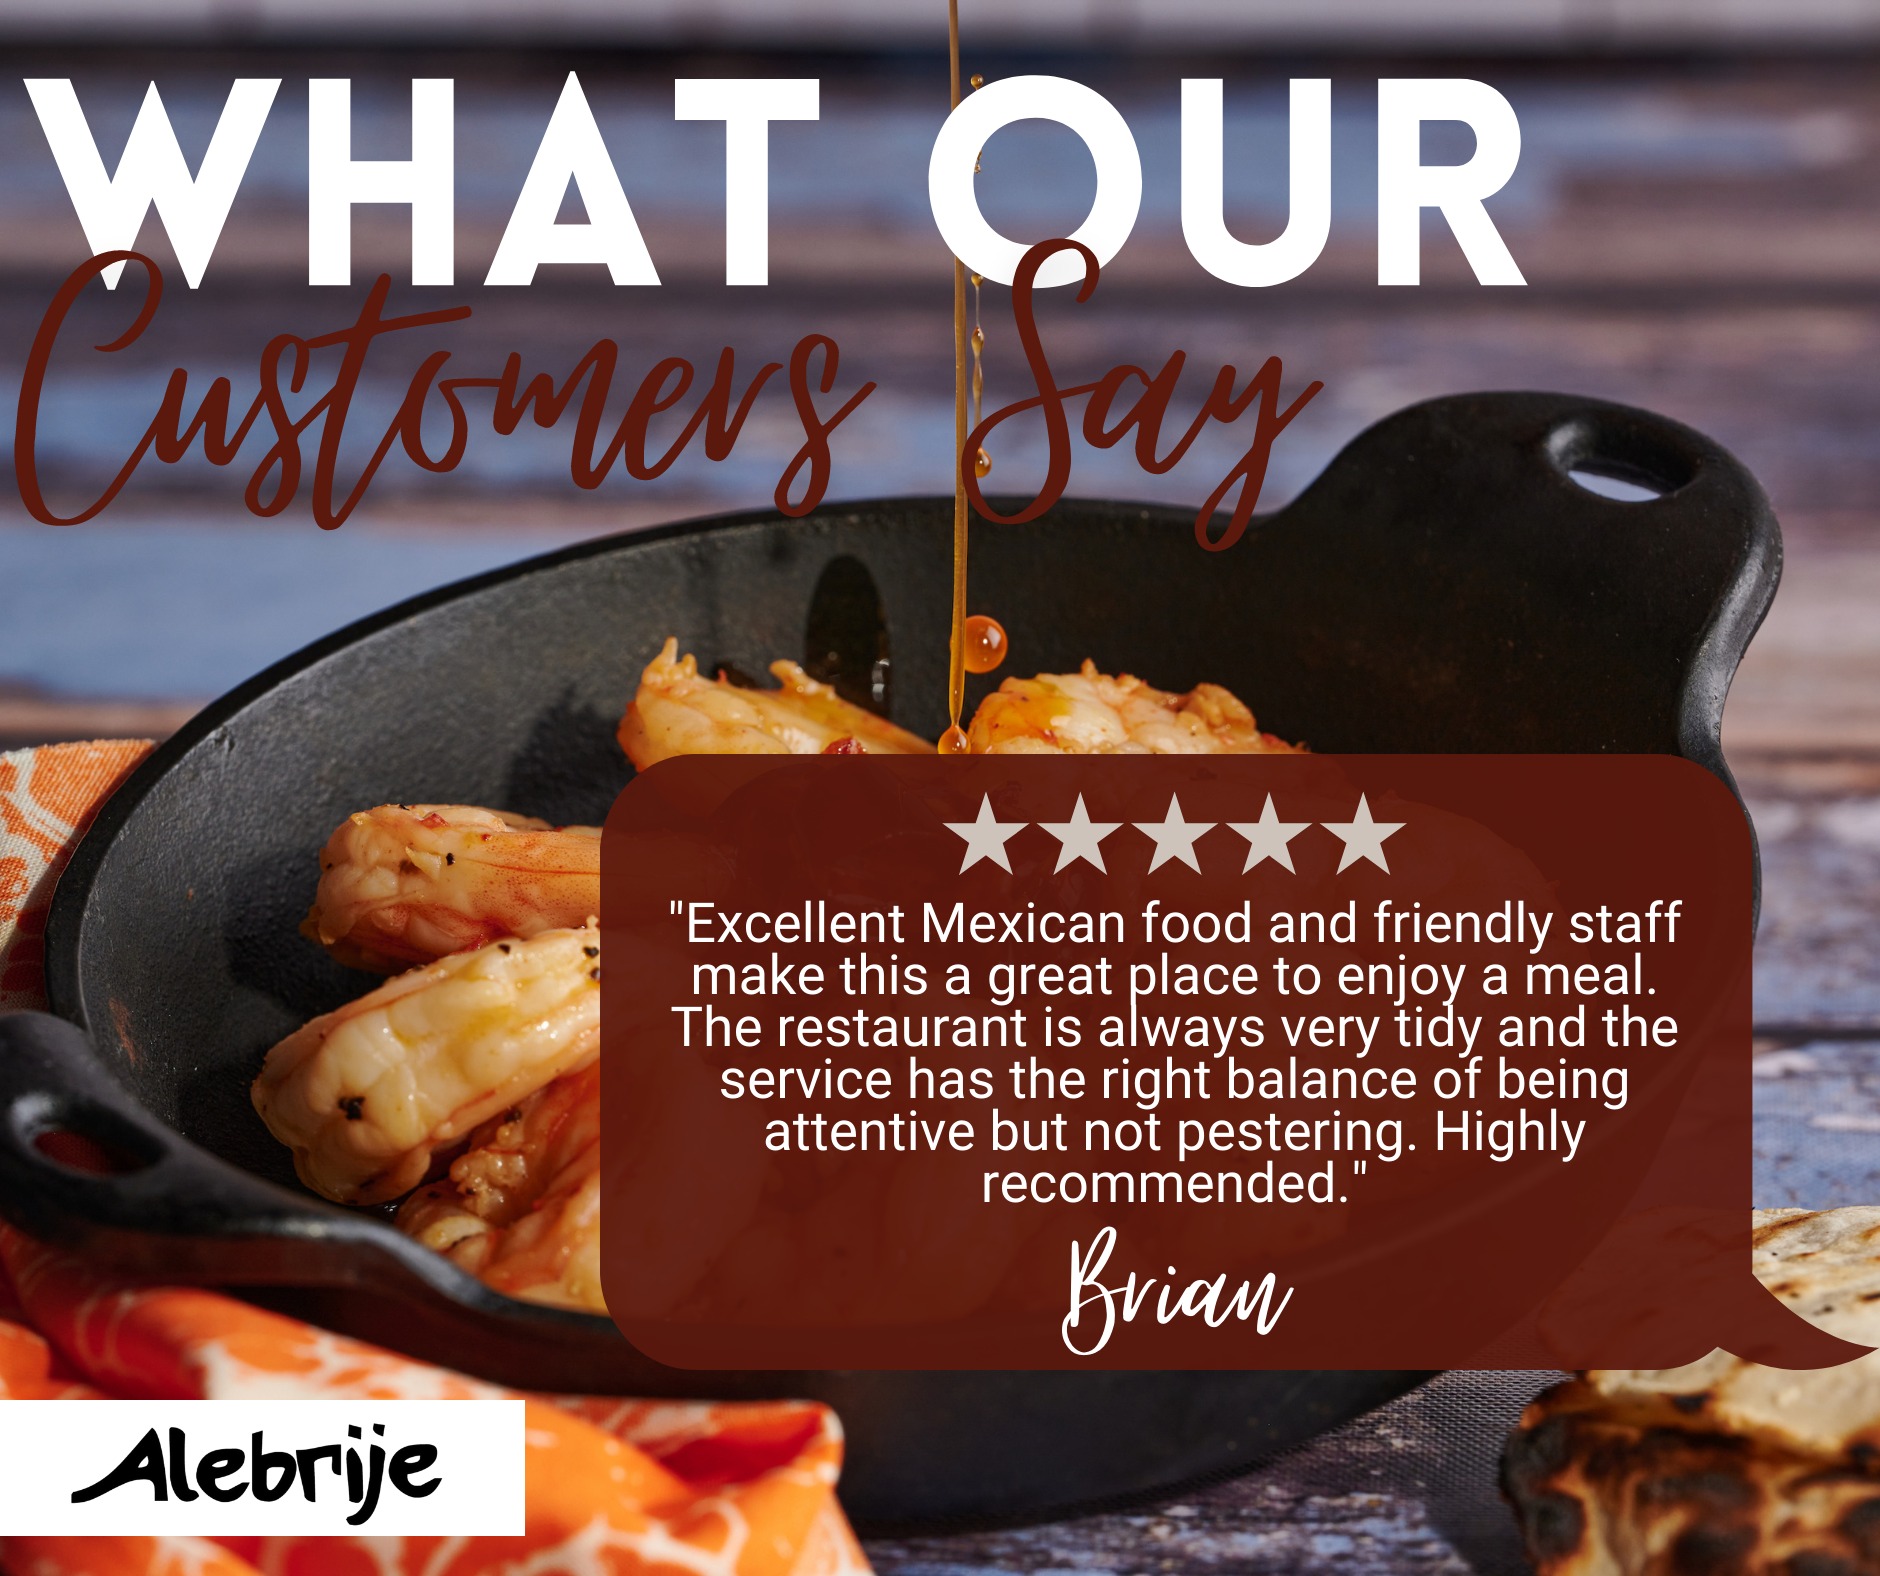 WHAT OUR
Customers Say
"Excellent Mexican food and friendly staff
make this a great place to enjoy a meal.
The restaurant is always very tidy and the
service has the right balance of being
attentive but not pestering. Highly
recommended."
Brian
Alebrije